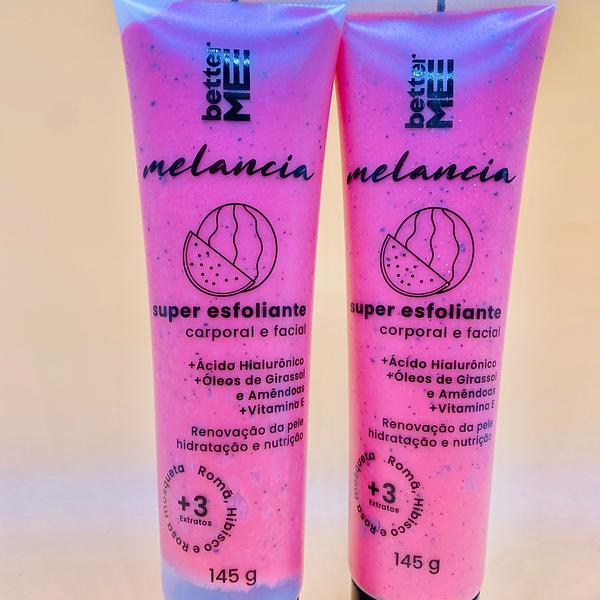 better
ME
melancia
super esfoliante
corporal e facial
+Ácido Hialurônico
+Óleos de Girassol
e Amêndoas
+Vitamina E
Renovação da pele
hidratação e nutrição
Romã, Hibisco e Rosa mosqueta
+3
Extratos
145 g
better
ME
melancia
super esfoliante
corporal e facial
+Ácido Hialurônico
+Óleos de Girassol
e Amêndoas
+Vitamina E
Renovação da pele
hidratação e nutrição
Romã, Hibisco e Rosa mosqueta
+3
Extratos
145 g